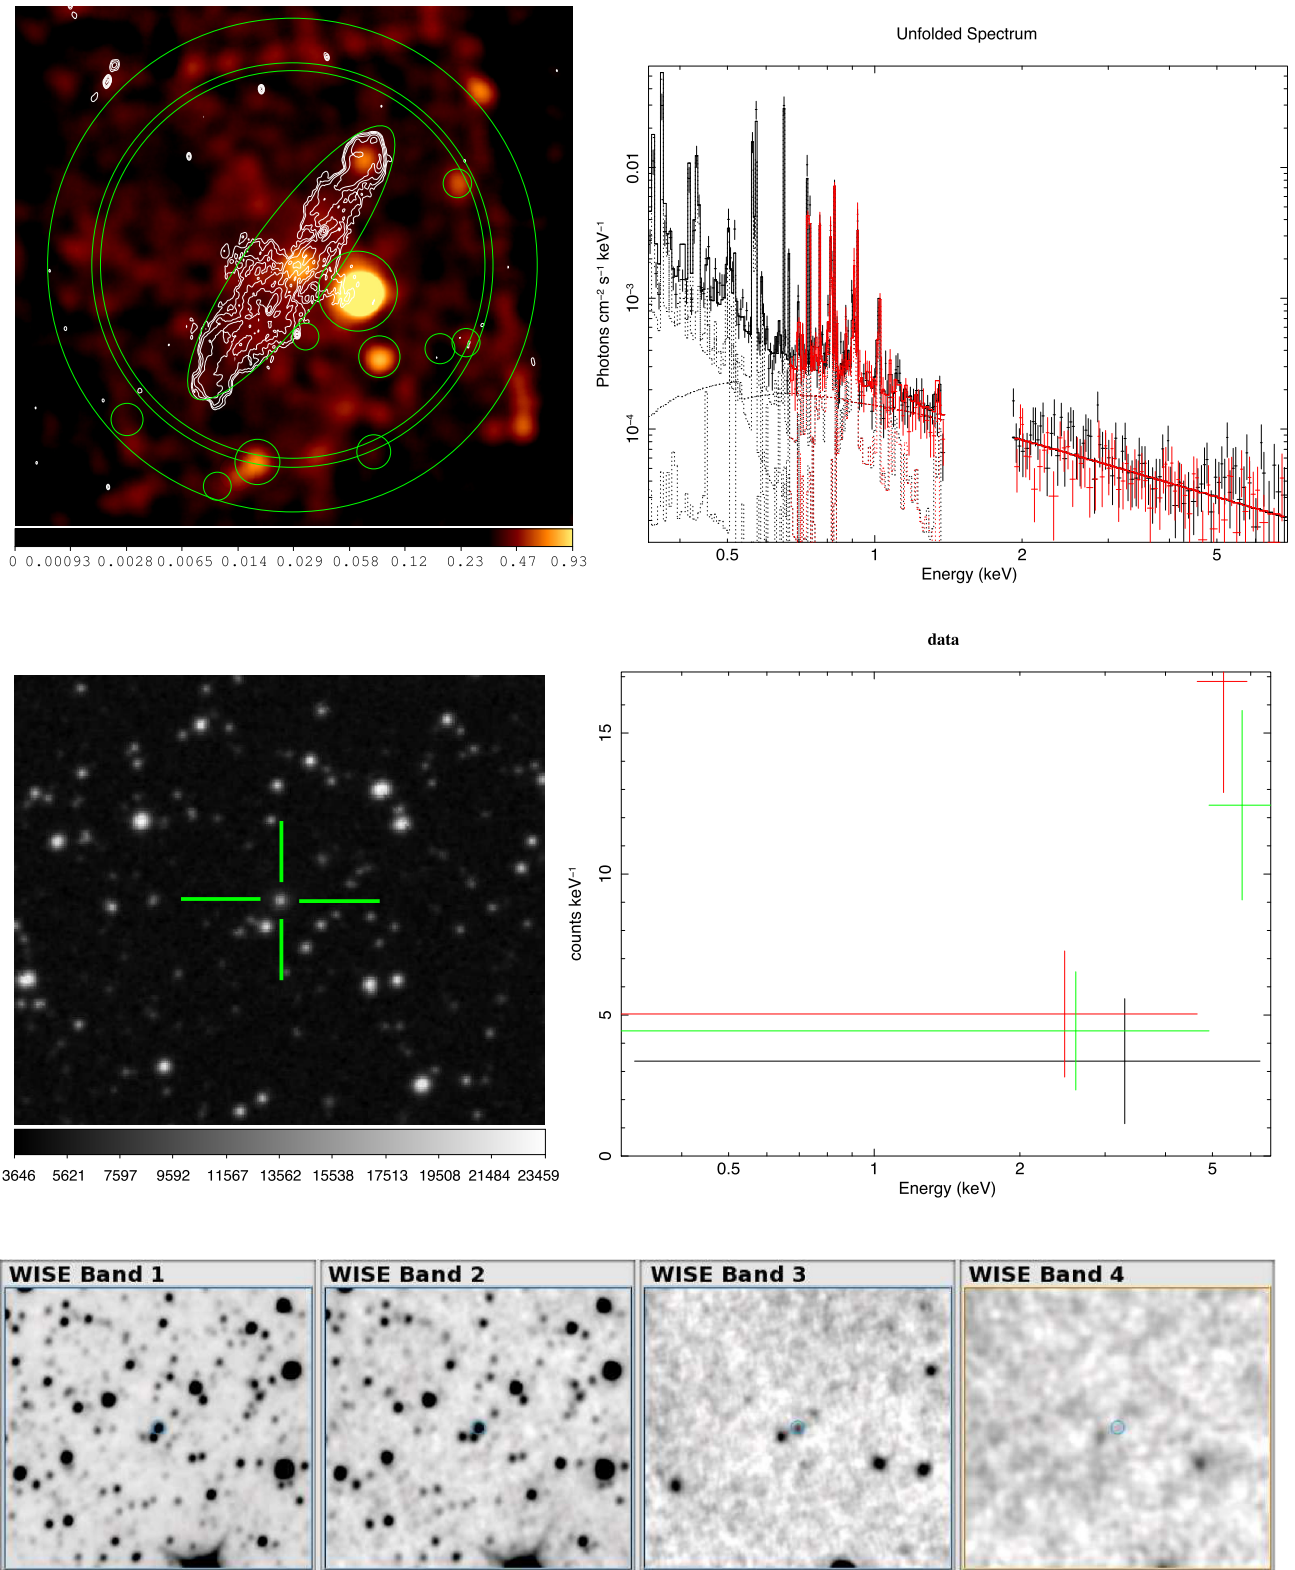 0 0.00093 0.0028 0.0065 0.014 0.029 0.058 0.12 0.23 0.47 0.93
Unfolded Spectrum
Photons cm⁻² s⁻¹ keV⁻¹
0.01
10⁻³
10⁻⁴
0.5 1 2 5
Energy (keV)
3646 5621 7597 9592 11567 13562 15538 17513 19508 21484 23459
data
counts keV⁻¹
15
10
5
0
0.5 1 2 5
Energy (keV)
WISE Band 1
WISE Band 2
WISE Band 3
WISE Band 4